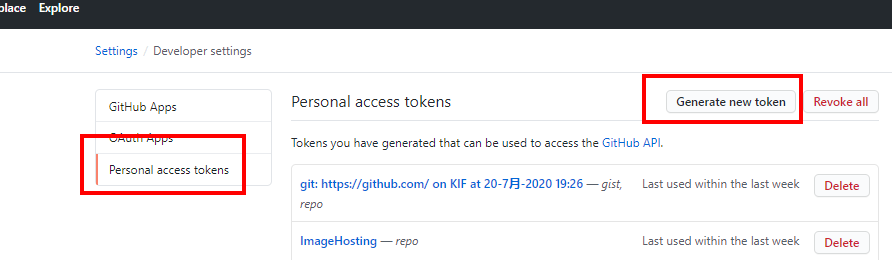 place Explore
Settings / Developer settings
GitHub Apps
OAuth Apps
Personal access tokens
Personal access tokens
Generate new token
Revoke all
Tokens you have generated that can be used to access the GitHub API.
git: https://github.com/ on KIF at 20-7月-2020 19:26 — gist,
repo
Last used within the last week
Delete
ImageHosting — repo
Last used within the last week
Delete